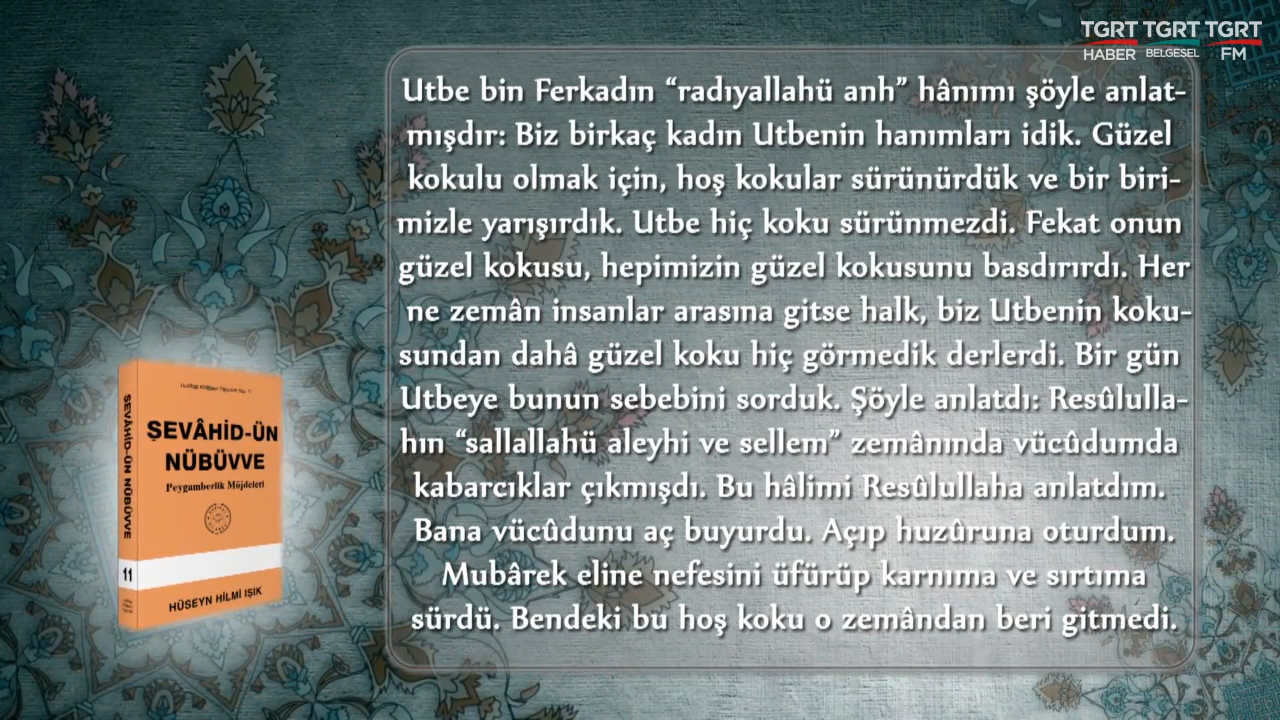 TGRT TGRT TGRT
HABER BELGESEL FM
Utbe bin Ferkadın “radıyallahü anh” hânımı şöyle anlat-
mışdır: Biz birkaç kadın Utbenin hanımları idik. Güzel
kokulu olmak için, hoş kokular sürünürdük ve bir biri-
mizle yarışırdık. Utbe hiç koku sürünmezdi. Fekat onun
güzel kokusu, hepimizin güzel kokusunu basdırırdı. Her
ne zemân insanlar arasına gitse halk, biz Utbenin koku-
sundan dahâ güzel koku hiç görmedik derlerdi. Bir gün
Utbeye bunun sebebini sorduk. Şöyle anlatdı: Resûlulla-
hın “sallallahü aleyhi ve sellem” zemânında vücûdumda
kabarcıklar çıkmışdı. Bu hâlimi Resûlullaha anlatdım.
Bana vücûdunu aç buyurdu. Açıp huzûruna oturdum.
Mubârek eline nefesini üfürüp karnıma ve sırtıma
sürdü. Bendeki bu hoş koku o zemândan beri gitmedi.
ŞEVÂHİD-ÜN NÜBÜVVE
11
ŞEVÂHİD-ÜN
NÜBÜVVE
Peygamberlik Müjdeleri
HÜSEYN HİLMİ IŞIK